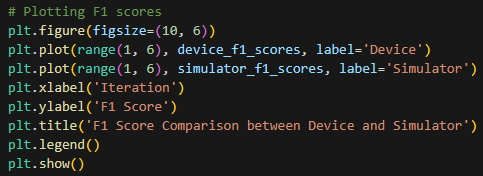 # Plotting F1 scores
plt.figure(figsize=(10, 6))
plt.plot(range(1, 6), device_f1_scores, label='Device')
plt.plot(range(1, 6), simulator_f1_scores, label='Simulator')
plt.xlabel('Iteration')
plt.ylabel('F1 Score')
plt.title('F1 Score Comparison between Device and Simulator')
plt.legend()
plt.show()